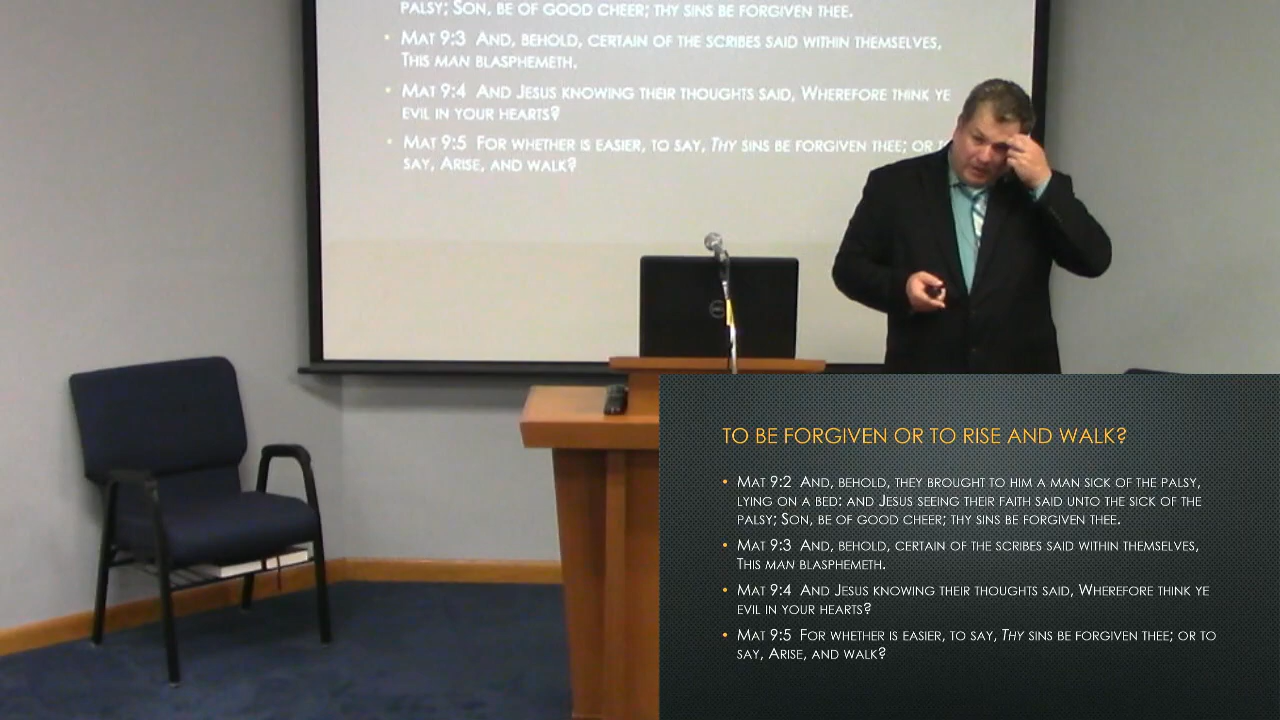 PALSY; SON, BE OF GOOD CHEER; THY SINS BE FORGIVEN THEE.
• MAT 9:3 AND, BEHOLD, CERTAIN OF THE SCRIBES SAID WITHIN THEMSELVES,
THIS MAN BLASPHEMETH.
• MAT 9:4 AND JESUS KNOWING THEIR THOUGHTS SAID, WHEREFORE THINK YE
EVIL IN YOUR HEARTS?
• MAT 9:5 FOR WHETHER IS EASIER, TO SAY, THY SINS BE FORGIVEN THEE; OR
SAY, ARISE, AND WALK?
DELL
TO BE FORGIVEN OR TO RISE AND WALK?
• MAT 9:2 AND, BEHOLD, THEY BROUGHT TO HIM A MAN SICK OF THE PALSY,
LYING ON A BED: AND JESUS SEEING THEIR FAITH SAID UNTO THE SICK OF THE
PALSY; SON, BE OF GOOD CHEER; THY SINS BE FORGIVEN THEE.
• MAT 9:3 AND, BEHOLD, CERTAIN OF THE SCRIBES SAID WITHIN THEMSELVES,
THIS MAN BLASPHEMETH.
• MAT 9:4 AND JESUS KNOWING THEIR THOUGHTS SAID, WHEREFORE THINK YE
EVIL IN YOUR HEARTS?
• MAT 9:5 FOR WHETHER IS EASIER, TO SAY, THY SINS BE FORGIVEN THEE; OR TO
SAY, ARISE, AND WALK?